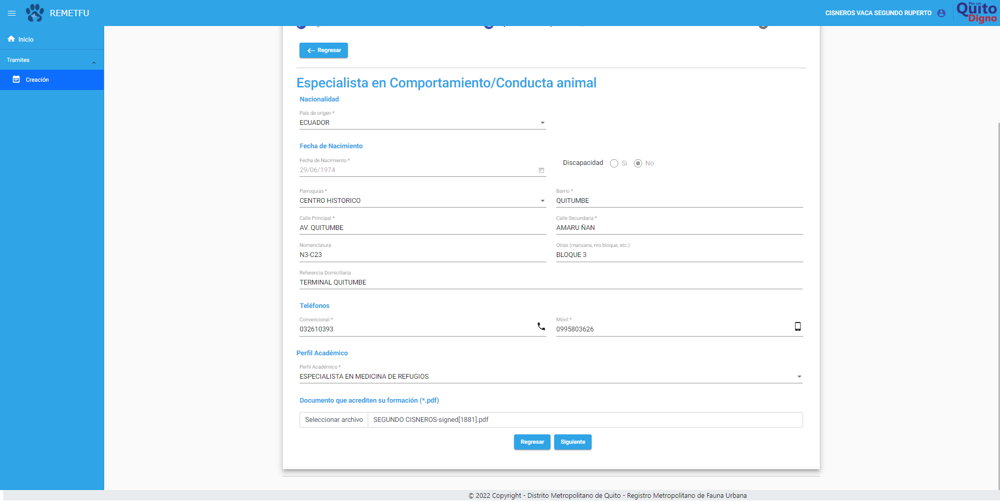 REMETFU
CISNEROS VACA SEGUNDO RUPERTO
Por un
Quito
Digno
Inicio
Tramites
Creación
Regresar
Especialista en Comportamiento/Conducta animal
Nacionalidad
País de origen *
ECUADOR
Fecha de Nacimiento
Fecha de Nacimiento *
29/06/1974
Discapacidad Si No
Parroquias *
CENTRO HISTORICO
Barrio *
QUITUMBE
Calle Principal *
AV. QUITUMBE
Calle Secundaria *
AMARU ÑAN
Nomenclatura
N3-C23
Otras (manzana, nro bloque, etc.)
BLOQUE 3
Referencia Domiciliaria
TERMINAL QUITUMBE
Teléfonos
Convencional *
032610393
Móvil *
0995803626
Perfil Académico
Perfil Académico *
ESPECIALISTA EN MEDICINA DE REFUGIOS
Documento que acrediten su formación (*.pdf)
Seleccionar archivo SEGUNDO CISNEROS-signed[1881].pdf
Regresar Siguiente
© 2022 Copyright - Distrito Metropolitano de Quito - Registro Metropolitano de Fauna Urbana